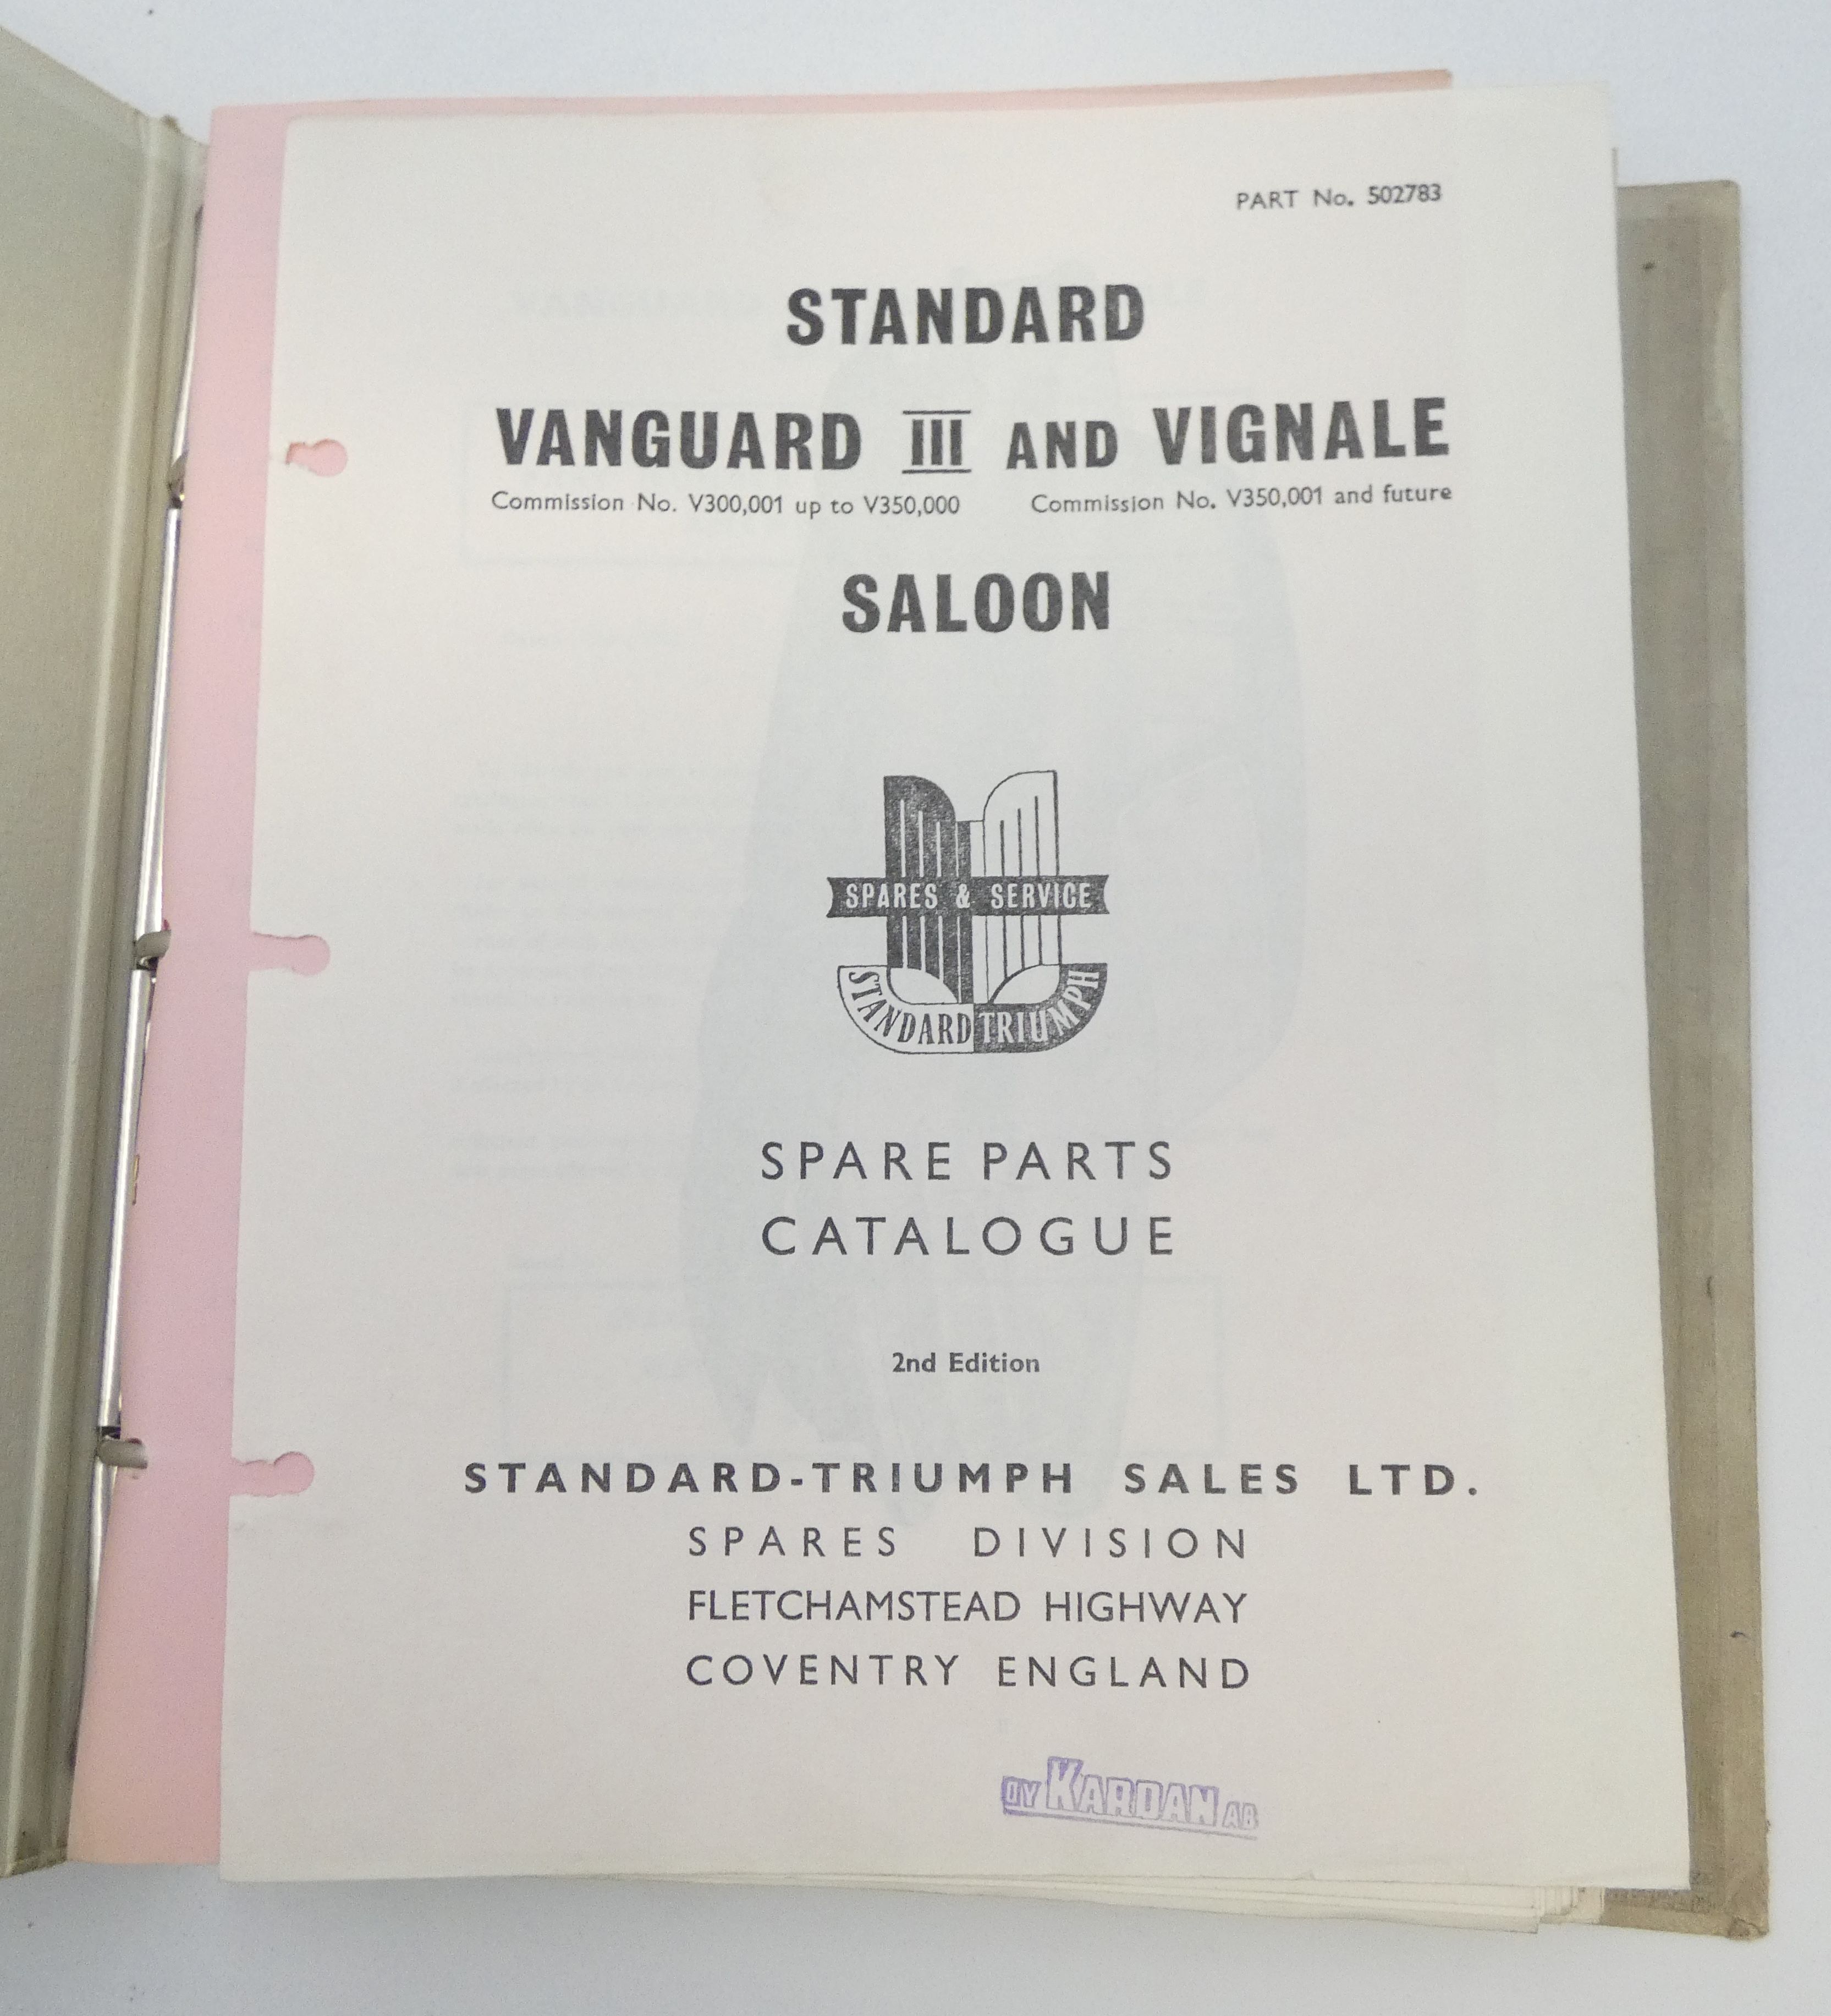 PART No. 502783
STANDARD
VANGUARD III AND VIGNALE
Commission No. V300,001 up to V350,000 Commission No. V350,001 and future
SALOON
SPARES & SERVICE
STANDARD TRIUMPH
SPARE PARTS
CATALOGUE
2nd Edition
STANDARD-TRIUMPH SALES LTD.
SPARES DIVISION
FLETCHAMSTEAD HIGHWAY
COVENTRY ENGLAND
OY KARDAN AB